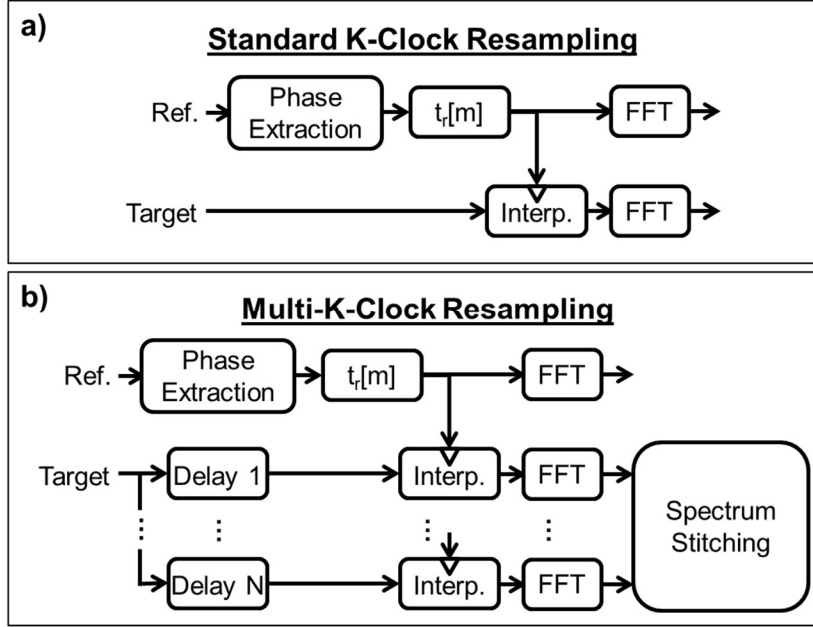 a)
Standard K-Clock Resampling
Ref.
Phase
Extraction
tr[m]
FFT
Target
Interp.
FFT
b)
Multi-K-Clock Resampling
Ref.
Phase
Extraction
tr[m]
FFT
Target
Delay 1
Interp.
FFT
Spectrum
Stitching
Delay N
Interp.
FFT